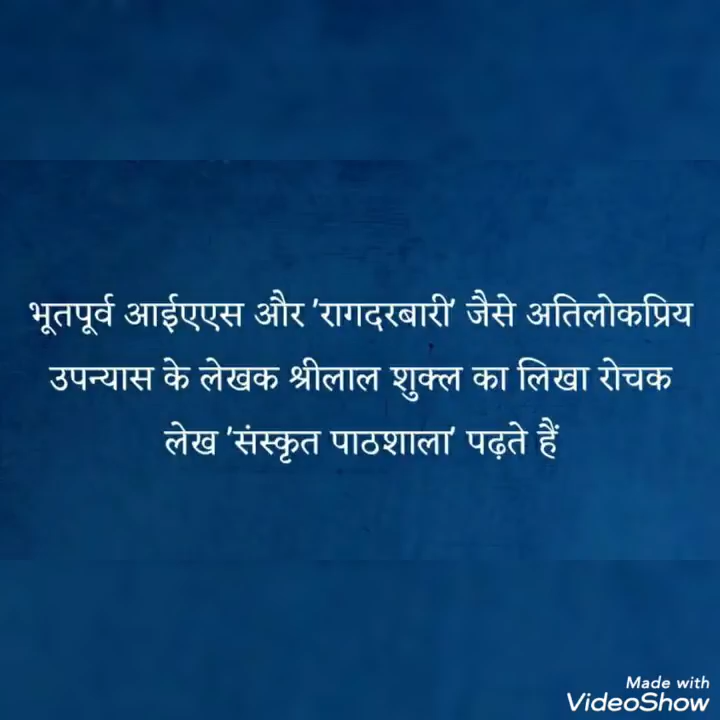 भूतपूर्व आईएएस और 'रागदरबारी' जैसे अतिलोकप्रिय
उपन्यास के लेखक श्रीलाल शुक्ल का लिखा रोचक
लेख 'संस्कृत पाठशाला' पढ़ते हैं
Made with
VideoShow